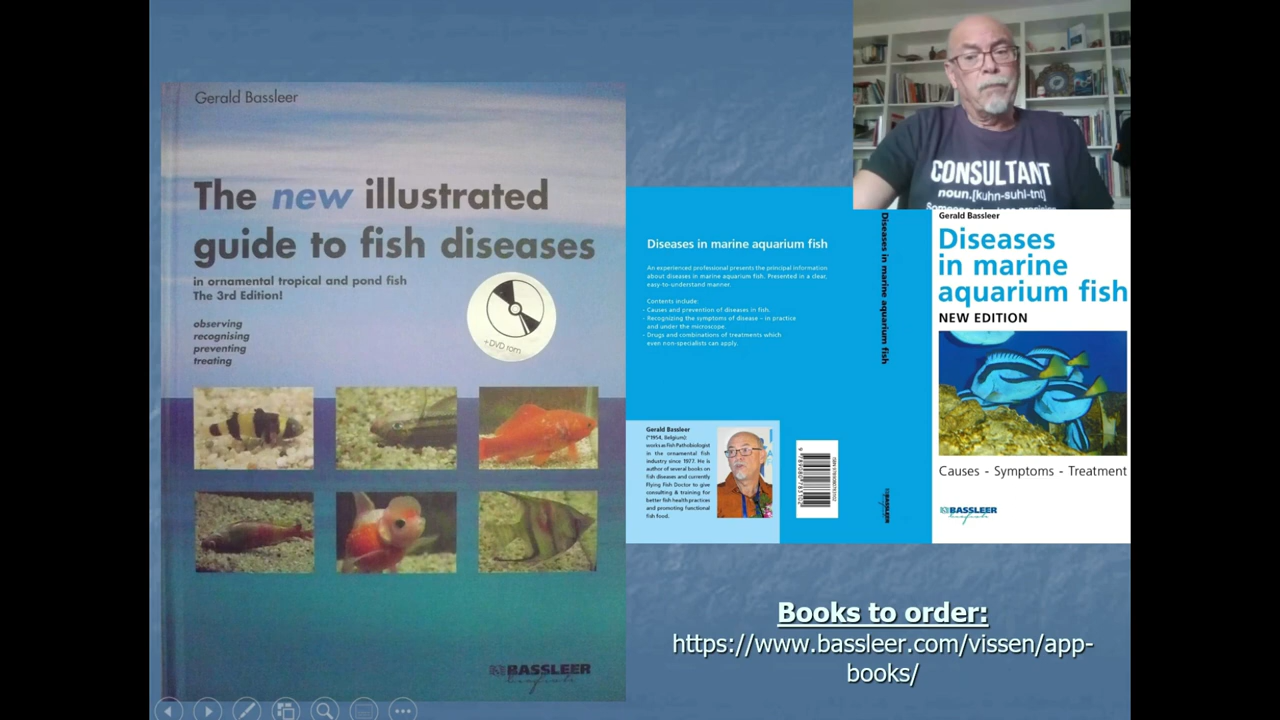 Gerald Bassleer
The new illustrated
guide to fish diseases
in ornamental tropical and pond fish
The 3rd Edition!
observing
recognising
preventing
treating
+DVD rom
BASSLEER
CONSULTANT
noun.[kuhn-suhl-tnt]
Diseases in marine aquarium fish
An experienced professional presents the principal information
about diseases in marine aquarium fish. Presented in a clear,
easy-to-understand manner.
Contents include:
- Causes and prevention of diseases in fish.
- Recognizing the symptoms of disease – in practice
and under the microscope.
- Drugs and combinations of treatments which
even non-specialists can apply.
Gerald Bassleer
(*1954, Belgium):
works as Fish Pathobiologist
in the ornamental fish
industry since 1977. He is
author of several books on
fish diseases and currently
Flying Fish Doctor to give
consulting & training for
better fish health practices
and promoting functional
fish food.
Diseases in marine aquarium fish
BASSLEER
Gerald Bassleer
Diseases
in marine
aquarium fish
NEW EDITION
Causes - Symptoms - Treatment
BASSLEER
Books to order:
https://www.bassleer.com/vissen/app-
books/